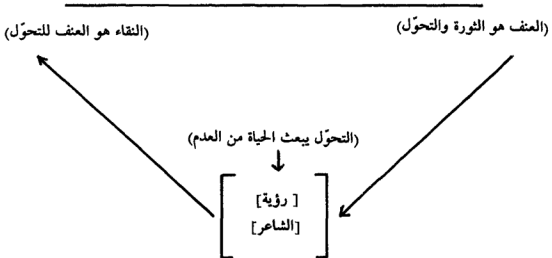 (العنف هو الثورة والتحوّل)
(النقاء هو العنف للتحوّل)
(التحوّل يبعث الحياة من العدم)
[رؤية]
[الشاعر]